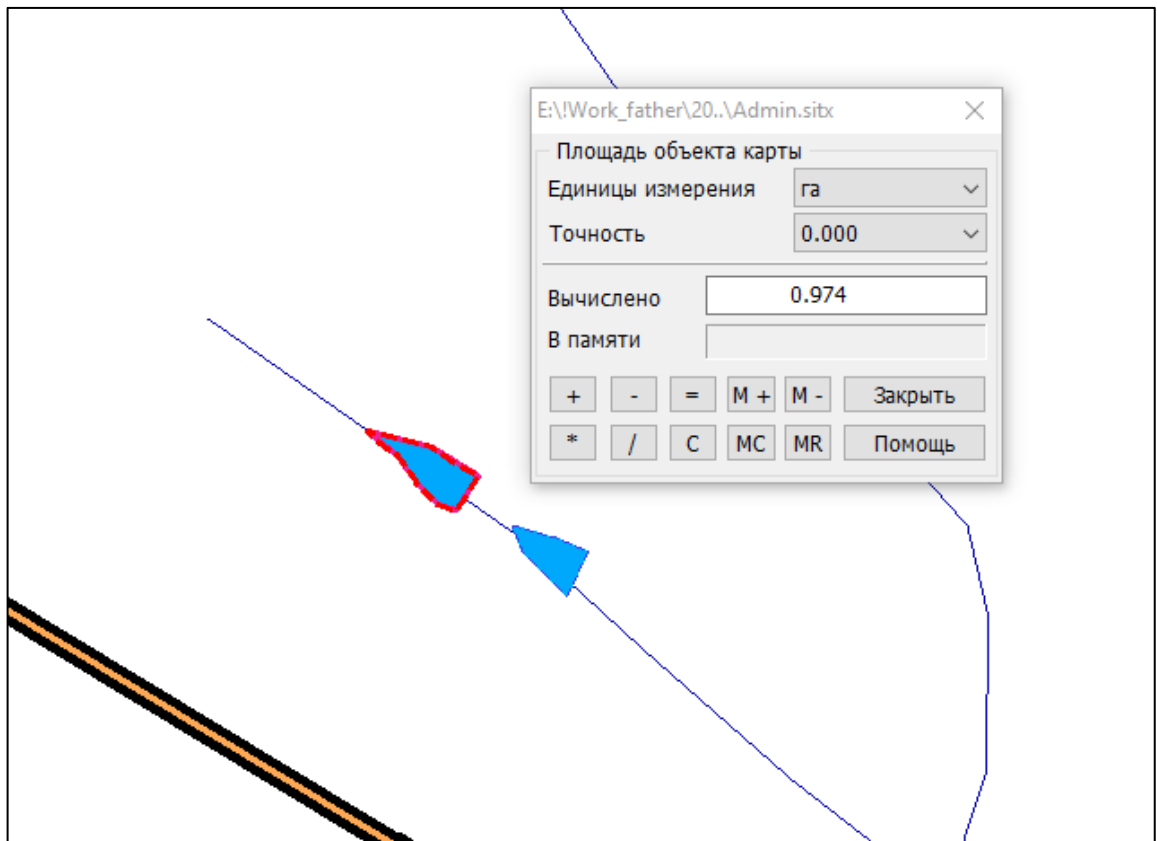 E:\!Work_father\20..\Admin.sitx
Площадь объекта карты
Единицы измерения га
Точность 0.000
Вычислено 0.974
В памяти
+ - = M + M - Закрыть
* / C MC MR Помощь